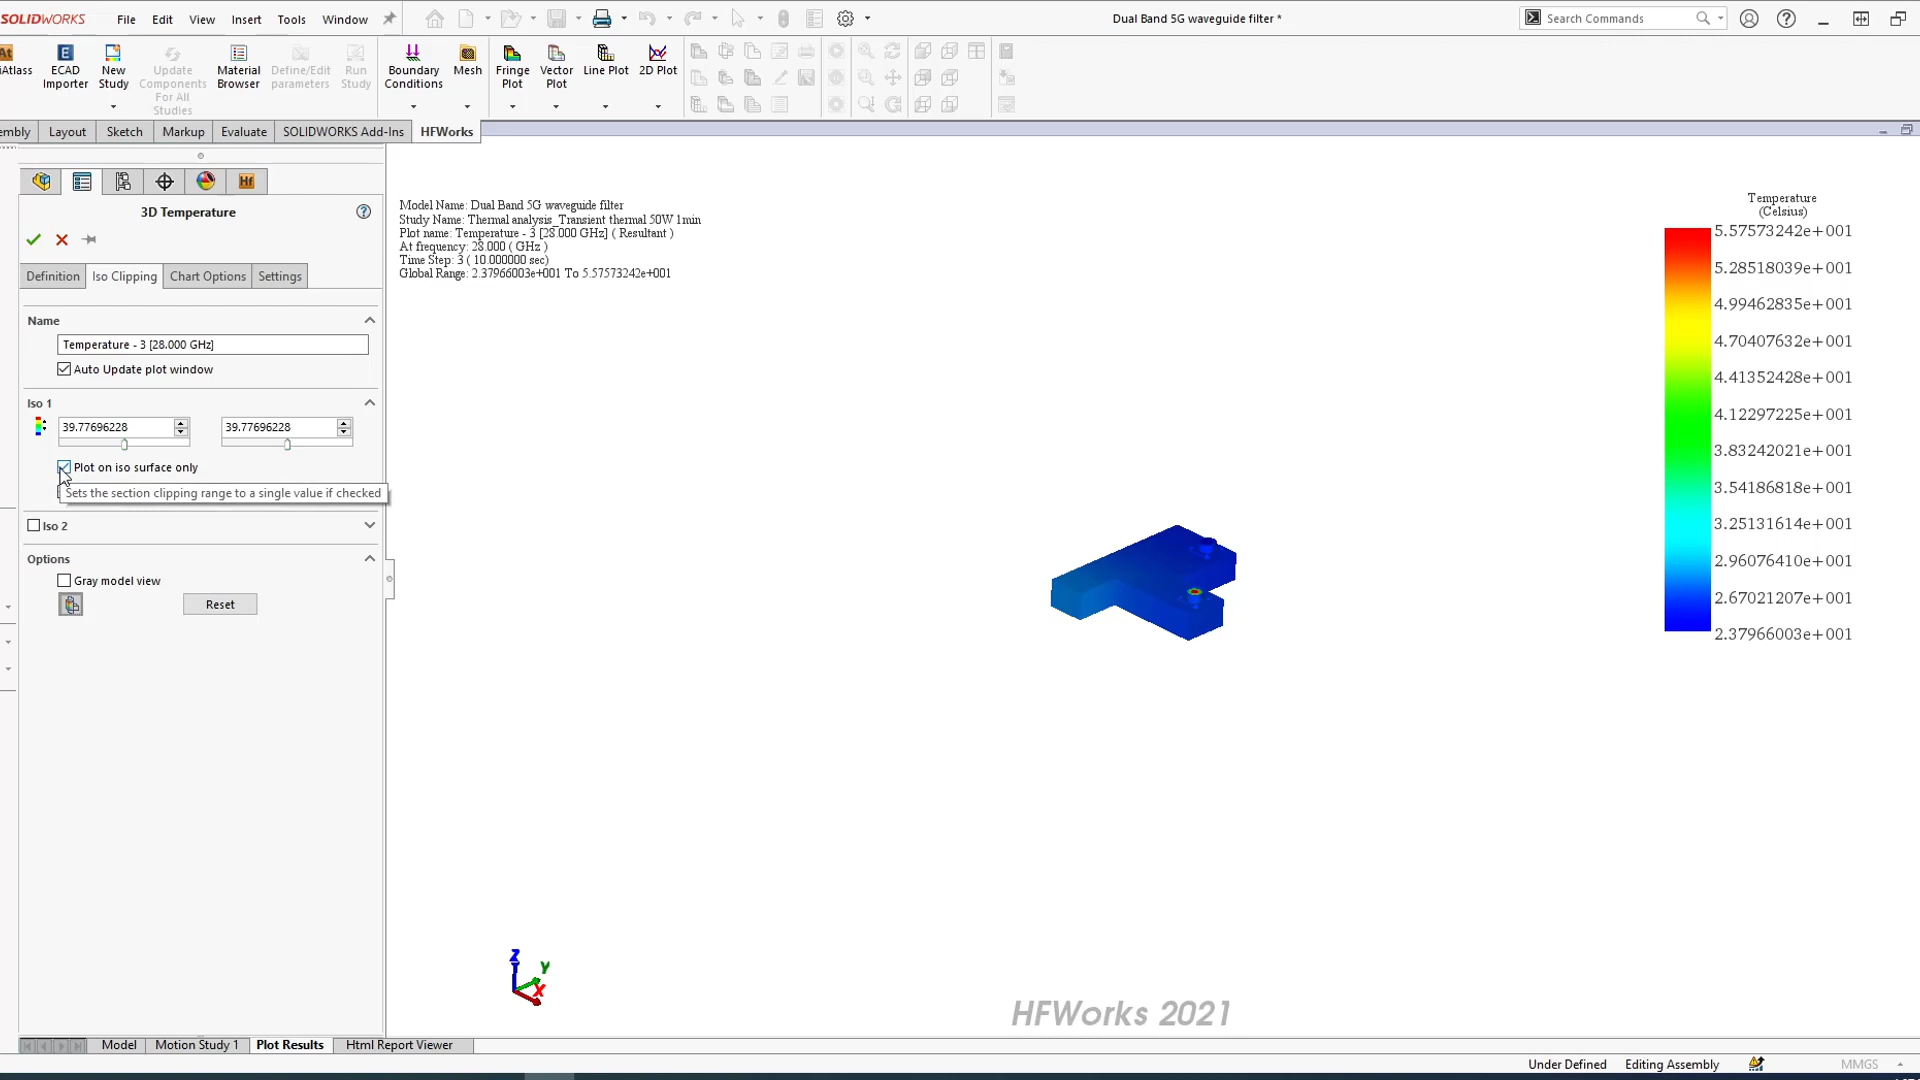 SOLIDWORKS File Edit View Insert Tools Window
Dual Band 5G waveguide filter *
Search Commands
iAtlass
ECAD Importer
New Study
Update Components For All Studies
Material Browser
Define/Edit parameters
Run Study
Boundary Conditions
Mesh
Fringe Plot
Vector Plot
Line Plot
2D Plot
embly Layout Sketch Markup Evaluate SOLIDWORKS Add-Ins HFWorks
3D Temperature
Definition Iso Clipping Chart Options Settings
Name
Temperature - 3 [28.000 GHz]
Auto Update plot window
Iso 1
39.77696228 39.77696228
Plot on iso surface only
Sets the section clipping range to a single value if checked
Iso 2
Options
Gray model view
Reset
Model Name: Dual Band 5G waveguide filter
Study Name: Thermal analysis_Transient thermal 50W 1min
Plot name: Temperature - 3 [28.000 GHz] ( Resultant )
At frequency: 28.000 ( GHz )
Time Step: 3 ( 10.000000 sec)
Global Range: 2.37966003e+001 To 5.57573242e+001
Temperature
(Celsius)
5.57573242e+001
5.28518039e+001
4.99462835e+001
4.70407632e+001
4.41352428e+001
4.12297225e+001
3.83242021e+001
3.54186818e+001
3.25131614e+001
2.96076410e+001
2.67021207e+001
2.37966003e+001
Z
Y
X
HFWorks 2021
Model Motion Study 1 Plot Results Html Report Viewer
Under Defined Editing Assembly MMGS